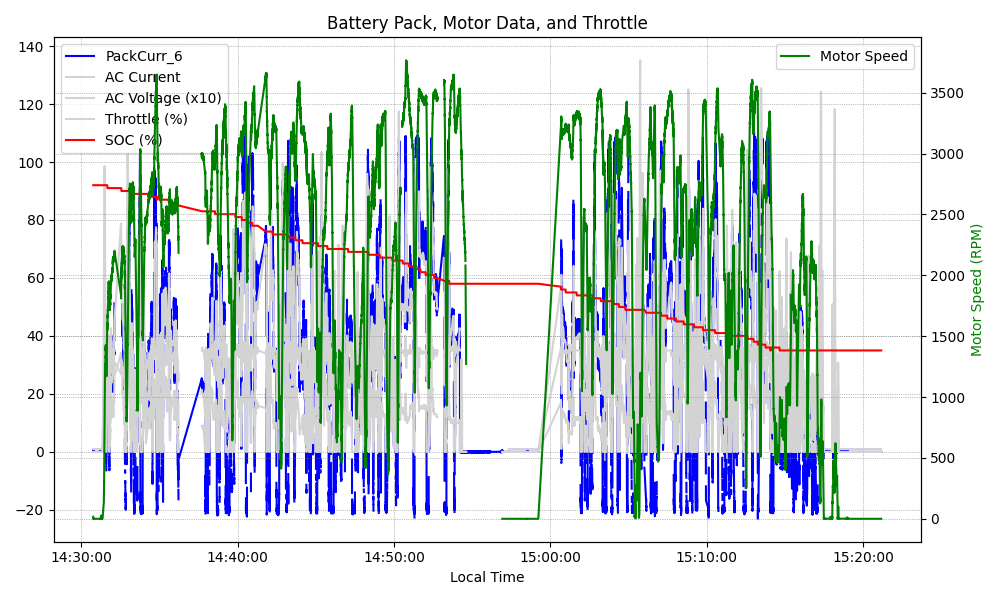 Battery Pack, Motor Data, and Throttle
PackCurr_6
AC Current
AC Voltage (x10)
Throttle (%)
SOC (%)
Motor Speed
140
120
100
80
60
40
20
0
−20
3500
3000
2500
2000
1500
1000
500
0
Motor Speed (RPM)
14:30:00
14:40:00
14:50:00
15:00:00
15:10:00
15:20:00
Local Time